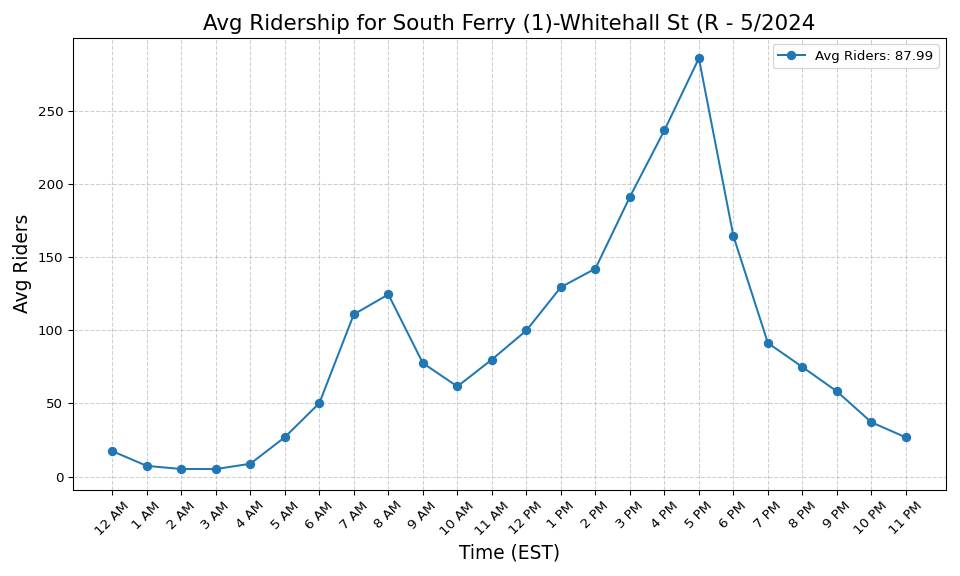 Avg Ridership for South Ferry (1)-Whitehall St (R - 5/2024
Avg Riders: 87.99
Avg Riders
250
200
150
100
50
0
12 AM
1 AM
2 AM
3 AM
4 AM
5 AM
6 AM
7 AM
8 AM
9 AM
10 AM
11 AM
12 PM
1 PM
2 PM
3 PM
4 PM
5 PM
6 PM
7 PM
8 PM
9 PM
10 PM
11 PM
Time (EST)